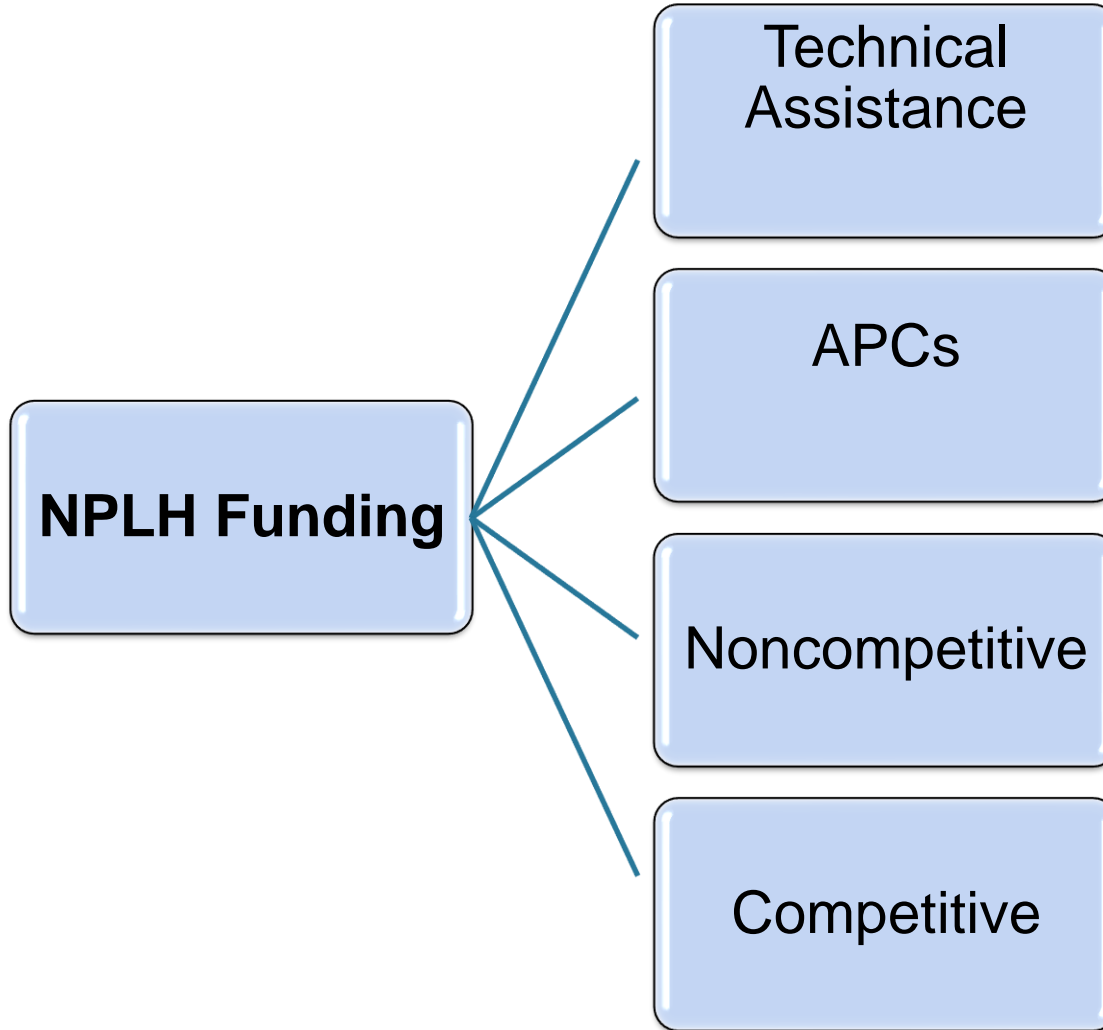 Technical
Assistance
APCs
NPLH Funding
Noncompetitive
Competitive